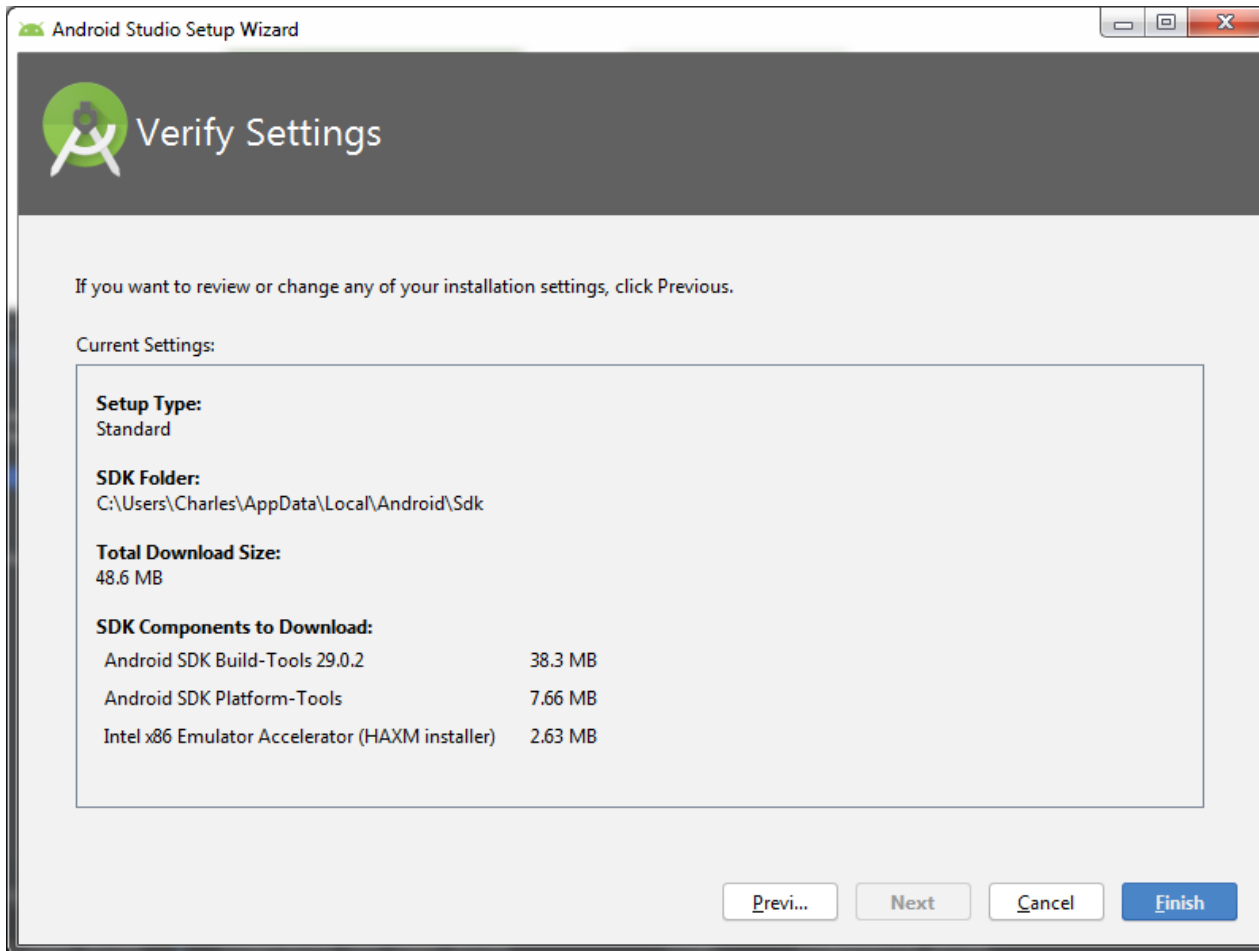 Android Studio Setup Wizard
Verify Settings
If you want to review or change any of your installation settings, click Previous.
Current Settings:
Setup Type:
Standard
SDK Folder:
C:\Users\Charles\AppData\Local\Android\Sdk
Total Download Size:
48.6 MB
SDK Components to Download:
Android SDK Build-Tools 29.0.2 38.3 MB
Android SDK Platform-Tools 7.66 MB
Intel x86 Emulator Accelerator (HAXM installer) 2.63 MB
Previ... Next Cancel Finish